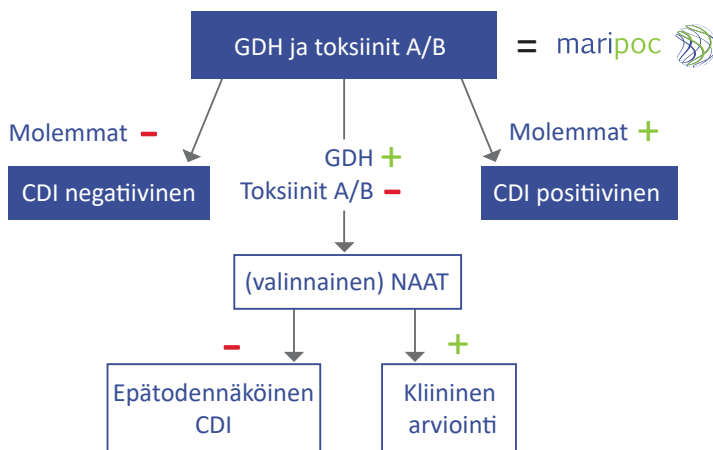 GDH ja toksiinit A/B
= maripoc
Molemmat -
Molemmat +
GDH +
Toksiinit A/B -
CDI negatiivinen
CDI positiivinen
(valinnainen) NAAT
-
+
Epätodennäköinen
CDI
Kliininen
arviointi